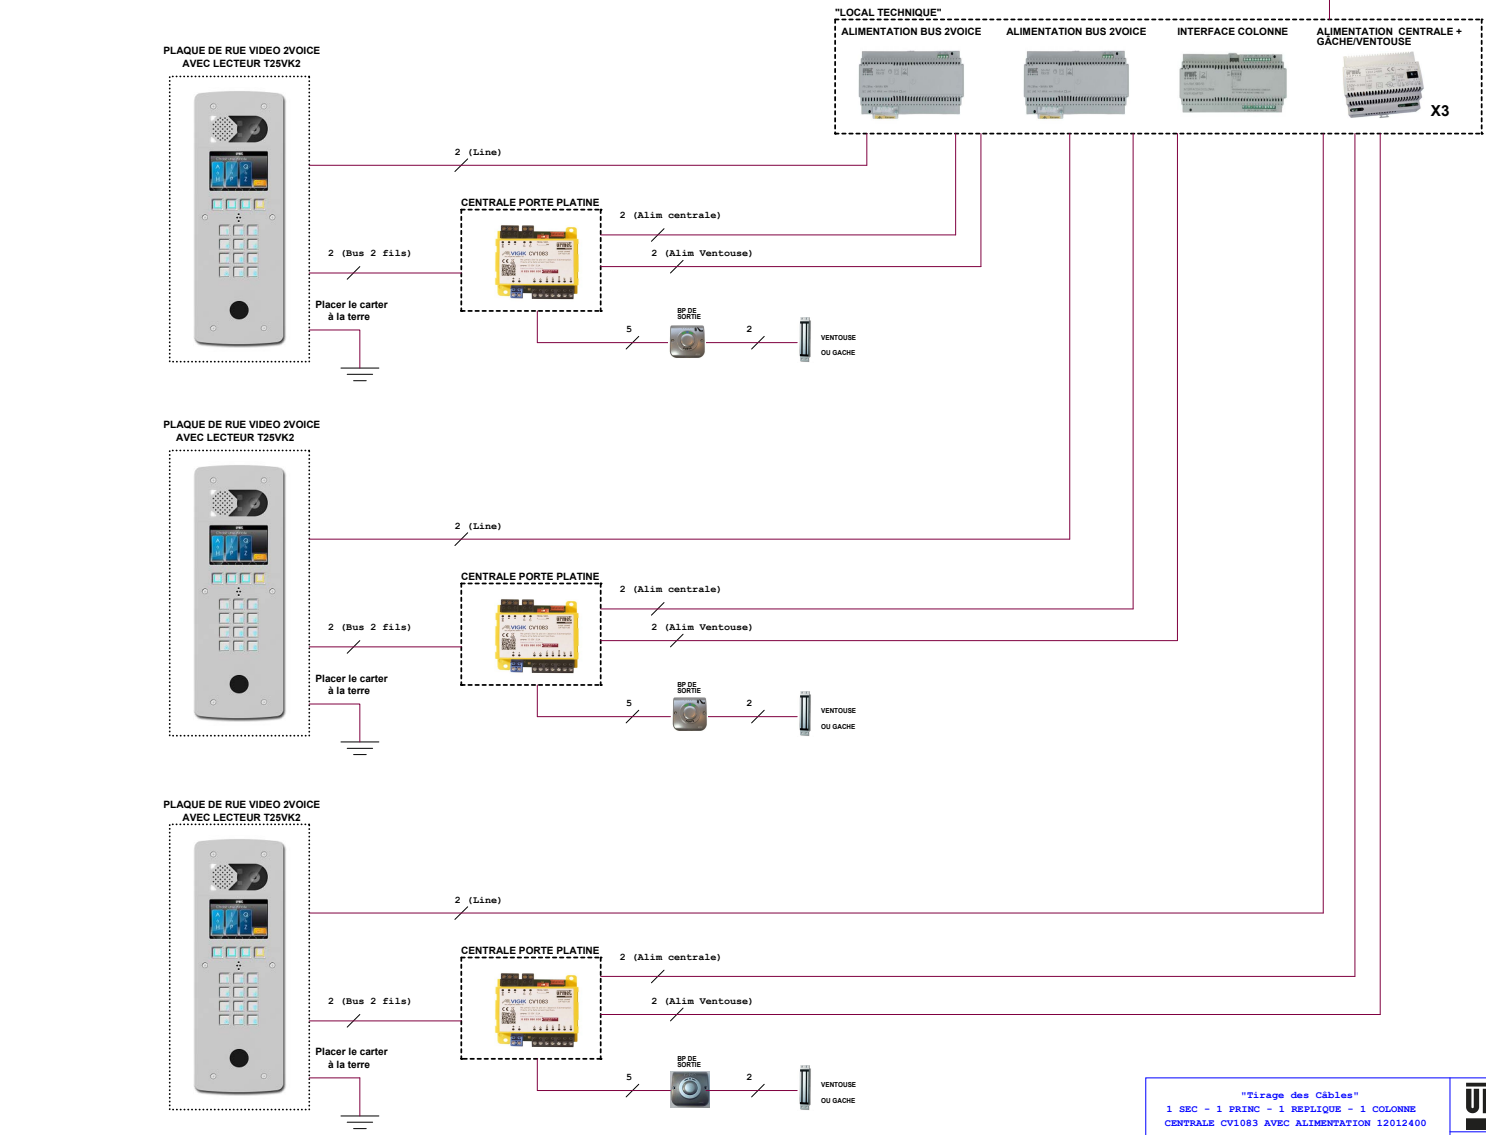 "LOCAL TECHNIQUE"
ALIMENTATION BUS 2VOICE
ALIMENTATION BUS 2VOICE
INTERFACE COLONNE
ALIMENTATION CENTRALE +
GÂCHE/VENTOUSE
X3
PLAQUE DE RUE VIDEO 2VOICE
AVEC LECTEUR T25VK2
2 (Line)
CENTRALE PORTE PLATINE
2 (Alim centrale)
2 (Alim Ventouse)
2 (Bus 2 fils)
VIGIK CV1083
Placer le carter
à la terre
BP DE
SORTIE
5
2
VENTOUSE
OU GACHE
PLAQUE DE RUE VIDEO 2VOICE
AVEC LECTEUR T25VK2
2 (Line)
CENTRALE PORTE PLATINE
2 (Alim centrale)
2 (Alim Ventouse)
2 (Bus 2 fils)
VIGIK CV1083
Placer le carter
à la terre
BP DE
SORTIE
5
2
VENTOUSE
OU GACHE
PLAQUE DE RUE VIDEO 2VOICE
AVEC LECTEUR T25VK2
2 (Line)
CENTRALE PORTE PLATINE
2 (Alim centrale)
2 (Alim Ventouse)
2 (Bus 2 fils)
VIGIK CV1083
Placer le carter
à la terre
BP DE
SORTIE
5
2
VENTOUSE
OU GACHE
"Tirage des Câbles"
1 SEC - 1 PRINC - 1 REPLIQUE - 1 COLONNE
CENTRALE CV1083 AVEC ALIMENTATION 12012400